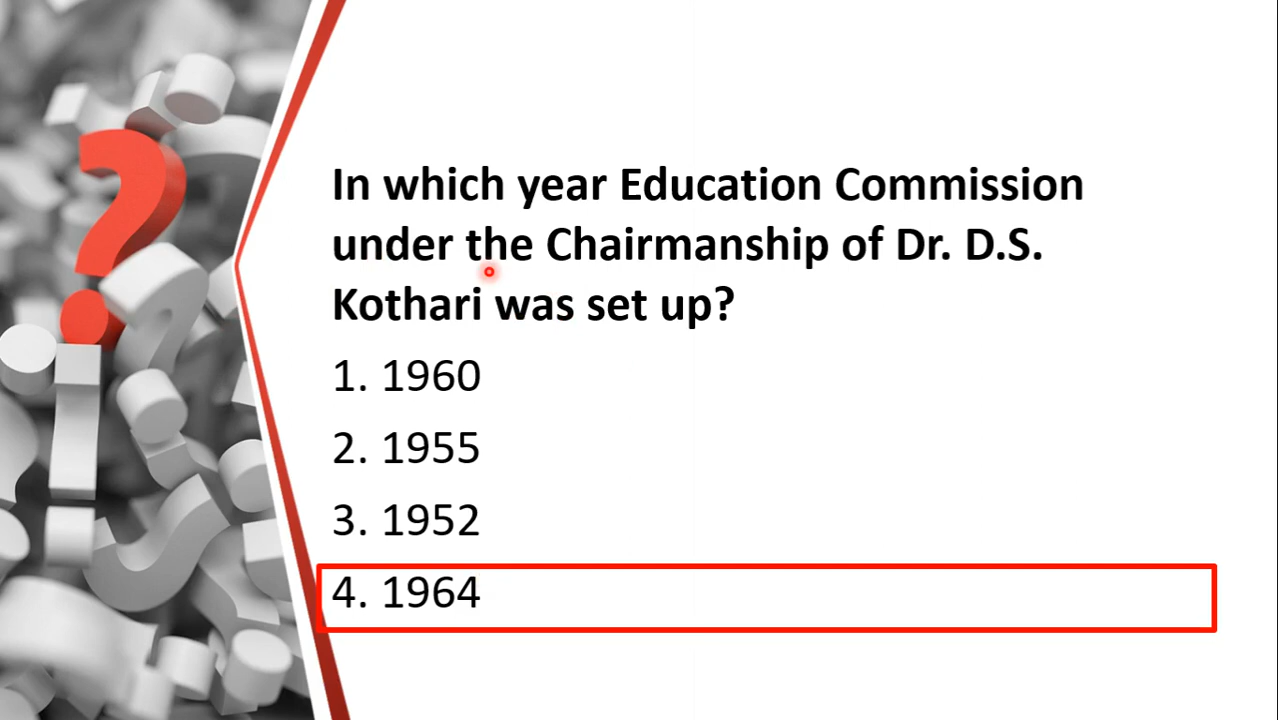 In which year Education Commission
under the Chairmanship of Dr. D.S.
Kothari was set up?
1. 1960
2. 1955
3. 1952
4. 1964